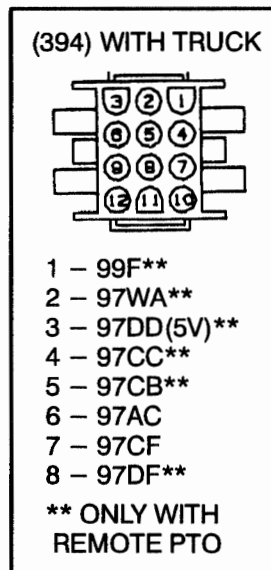 (394) WITH TRUCK
3 2 1
6 5 4
9 8 7
12 11 10
1 – 99F**
2 – 97WA**
3 – 97DD(5V)**
4 – 97CC**
5 – 97CB**
6 – 97AC
7 – 97CF
8 – 97DF**
** ONLY WITH
REMOTE PTO